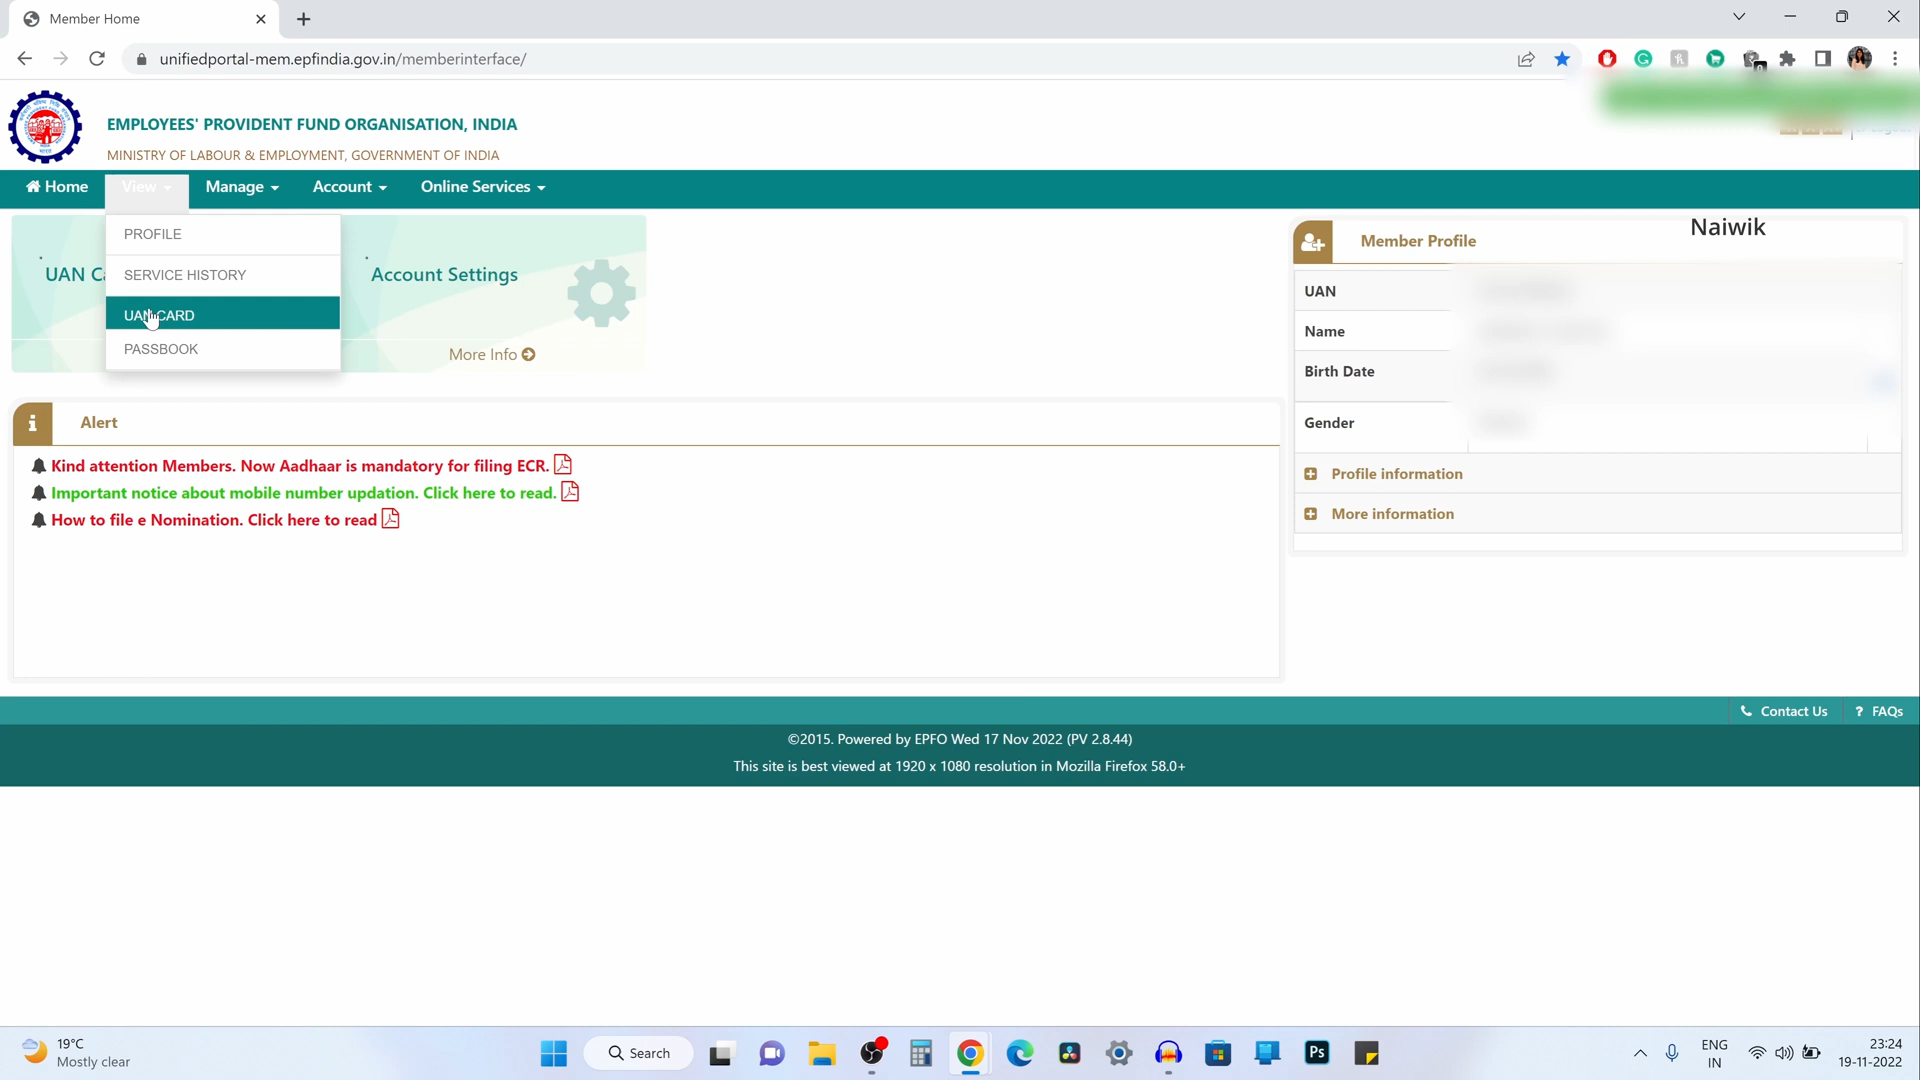 Member Home
unifiedportal-mem.epfindia.gov.in/memberinterface/
EMPLOYEES' PROVIDENT FUND ORGANISATION, INDIA
MINISTRY OF LABOUR & EMPLOYMENT, GOVERNMENT OF INDIA
Home View Manage Account Online Services
PROFILE
SERVICE HISTORY
UAN CARD
PASSBOOK
UAN
Account Settings
More Info
Naiwik
Member Profile
UAN
Name
Birth Date
Gender
Profile information
More information
Alert
Kind attention Members. Now Aadhaar is mandatory for filing ECR.
Important notice about mobile number updation. Click here to read.
How to file e Nomination. Click here to read
Contact Us ? FAQs
©2015. Powered by EPFO Wed 17 Nov 2022 (PV 2.8.44)
This site is best viewed at 1920 x 1080 resolution in Mozilla Firefox 58.0+
19°C
Mostly clear
Search
Ps
ENG
IN
23:24
19-11-2022